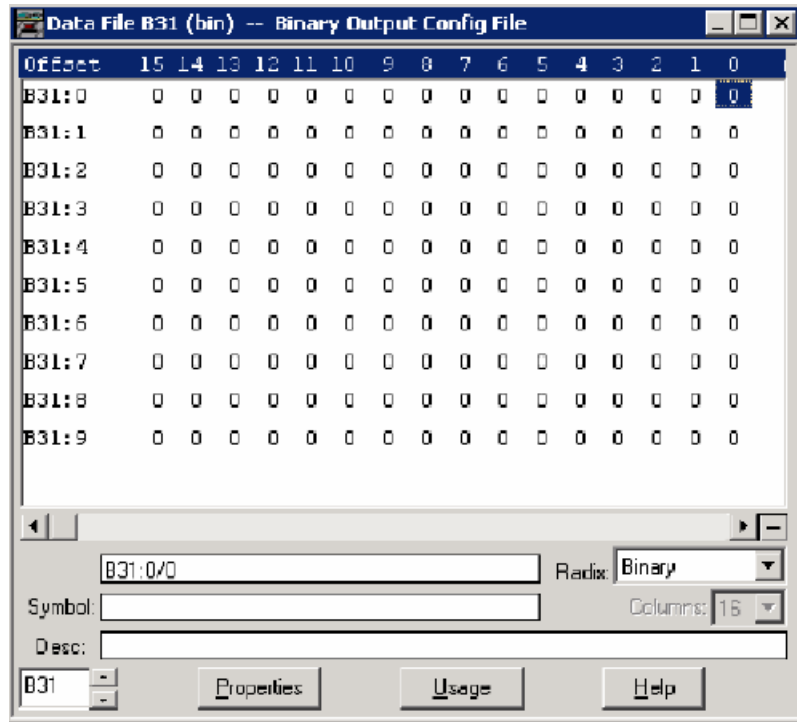 Data File B31 (bin) -- Binary Output Config File
Offset 15 14 13 12 11 10 9 8 7 6 5 4 3 2 1 0
B31:0 0 0 0 0 0 0 0 0 0 0 0 0 0 0 0 0
B31:1 0 0 0 0 0 0 0 0 0 0 0 0 0 0 0 0
B31:2 0 0 0 0 0 0 0 0 0 0 0 0 0 0 0 0
B31:3 0 0 0 0 0 0 0 0 0 0 0 0 0 0 0 0
B31:4 0 0 0 0 0 0 0 0 0 0 0 0 0 0 0 0
B31:5 0 0 0 0 0 0 0 0 0 0 0 0 0 0 0 0
B31:6 0 0 0 0 0 0 0 0 0 0 0 0 0 0 0 0
B31:7 0 0 0 0 0 0 0 0 0 0 0 0 0 0 0 0
B31:8 0 0 0 0 0 0 0 0 0 0 0 0 0 0 0 0
B31:9 0 0 0 0 0 0 0 0 0 0 0 0 0 0 0 0
B31:0/0 Radix: Binary
Symbol: Columns: 16
Desc:
B31 Properties Usage Help